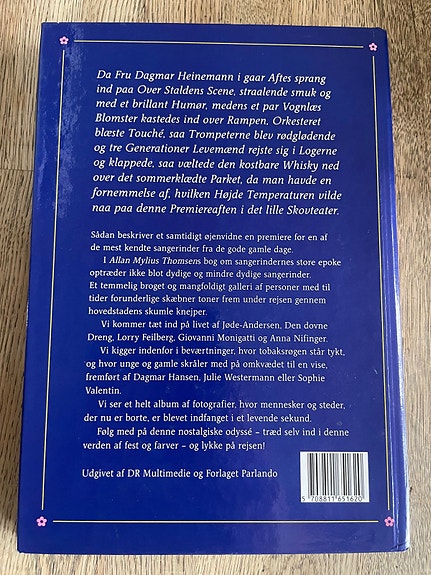 Da Fru Dagmar Heinemann i gaar Aftes sprang
ind paa Over Staldens Scene, straalende smuk og
med et brillant Humør, medens et par Vognlæs
Blomster kastedes ind over Rampen, Orkesteret
blæste Touché, saa Trompeterne blev rødglødende
og tre Generationer Levemænd rejste sig i Logerne
og klappede, saa væltede den kostbare Whisky ned
over det sommerklædte Parket, da man havde en
fornemmelse af, hvilken Højde Temperaturen vilde
naa paa denne Premiereaften i det lille Skovteater.
Sådan beskriver et samtidigt øjenvidne en premiere for en af
de mest kendte sangerinder fra de gode gamle dage.
I Allan Mylius Thomsens bog om sangerindernes store epoke
optræder ikke blot dydige og mindre dydige sangerinder.
Et temmelig broget og mangfoldigt galleri af personer med til
tider forunderlige skæbner toner frem under rejsen gennem
hovedstadens skumle knejper.
Vi kommer tæt ind på livet af Jøde-Andersen, Den dovne
Dreng, Lorry Feilberg, Giovanni Monigatti og Anna Nifinger.
Vi kigger indenfor i beværtninger, hvor tobaksrøgen står tykt,
og hvor unge og gamle skråler med på omkvædet til en vise,
fremført af Dagmar Hansen, Julie Westermann eller Sophie
Valentin.
Vi ser et helt album af fotografier, hvor mennesker og steder,
der nu er borte, er blevet indfanget i et levende sekund.
Følg med på denne nostalgiske odyssé – træd selv ind i denne
verden af fest og farver – og lykke på rejsen!
Udgivet af DR Multimedie og Forlaget Parlando
5 708811 651620